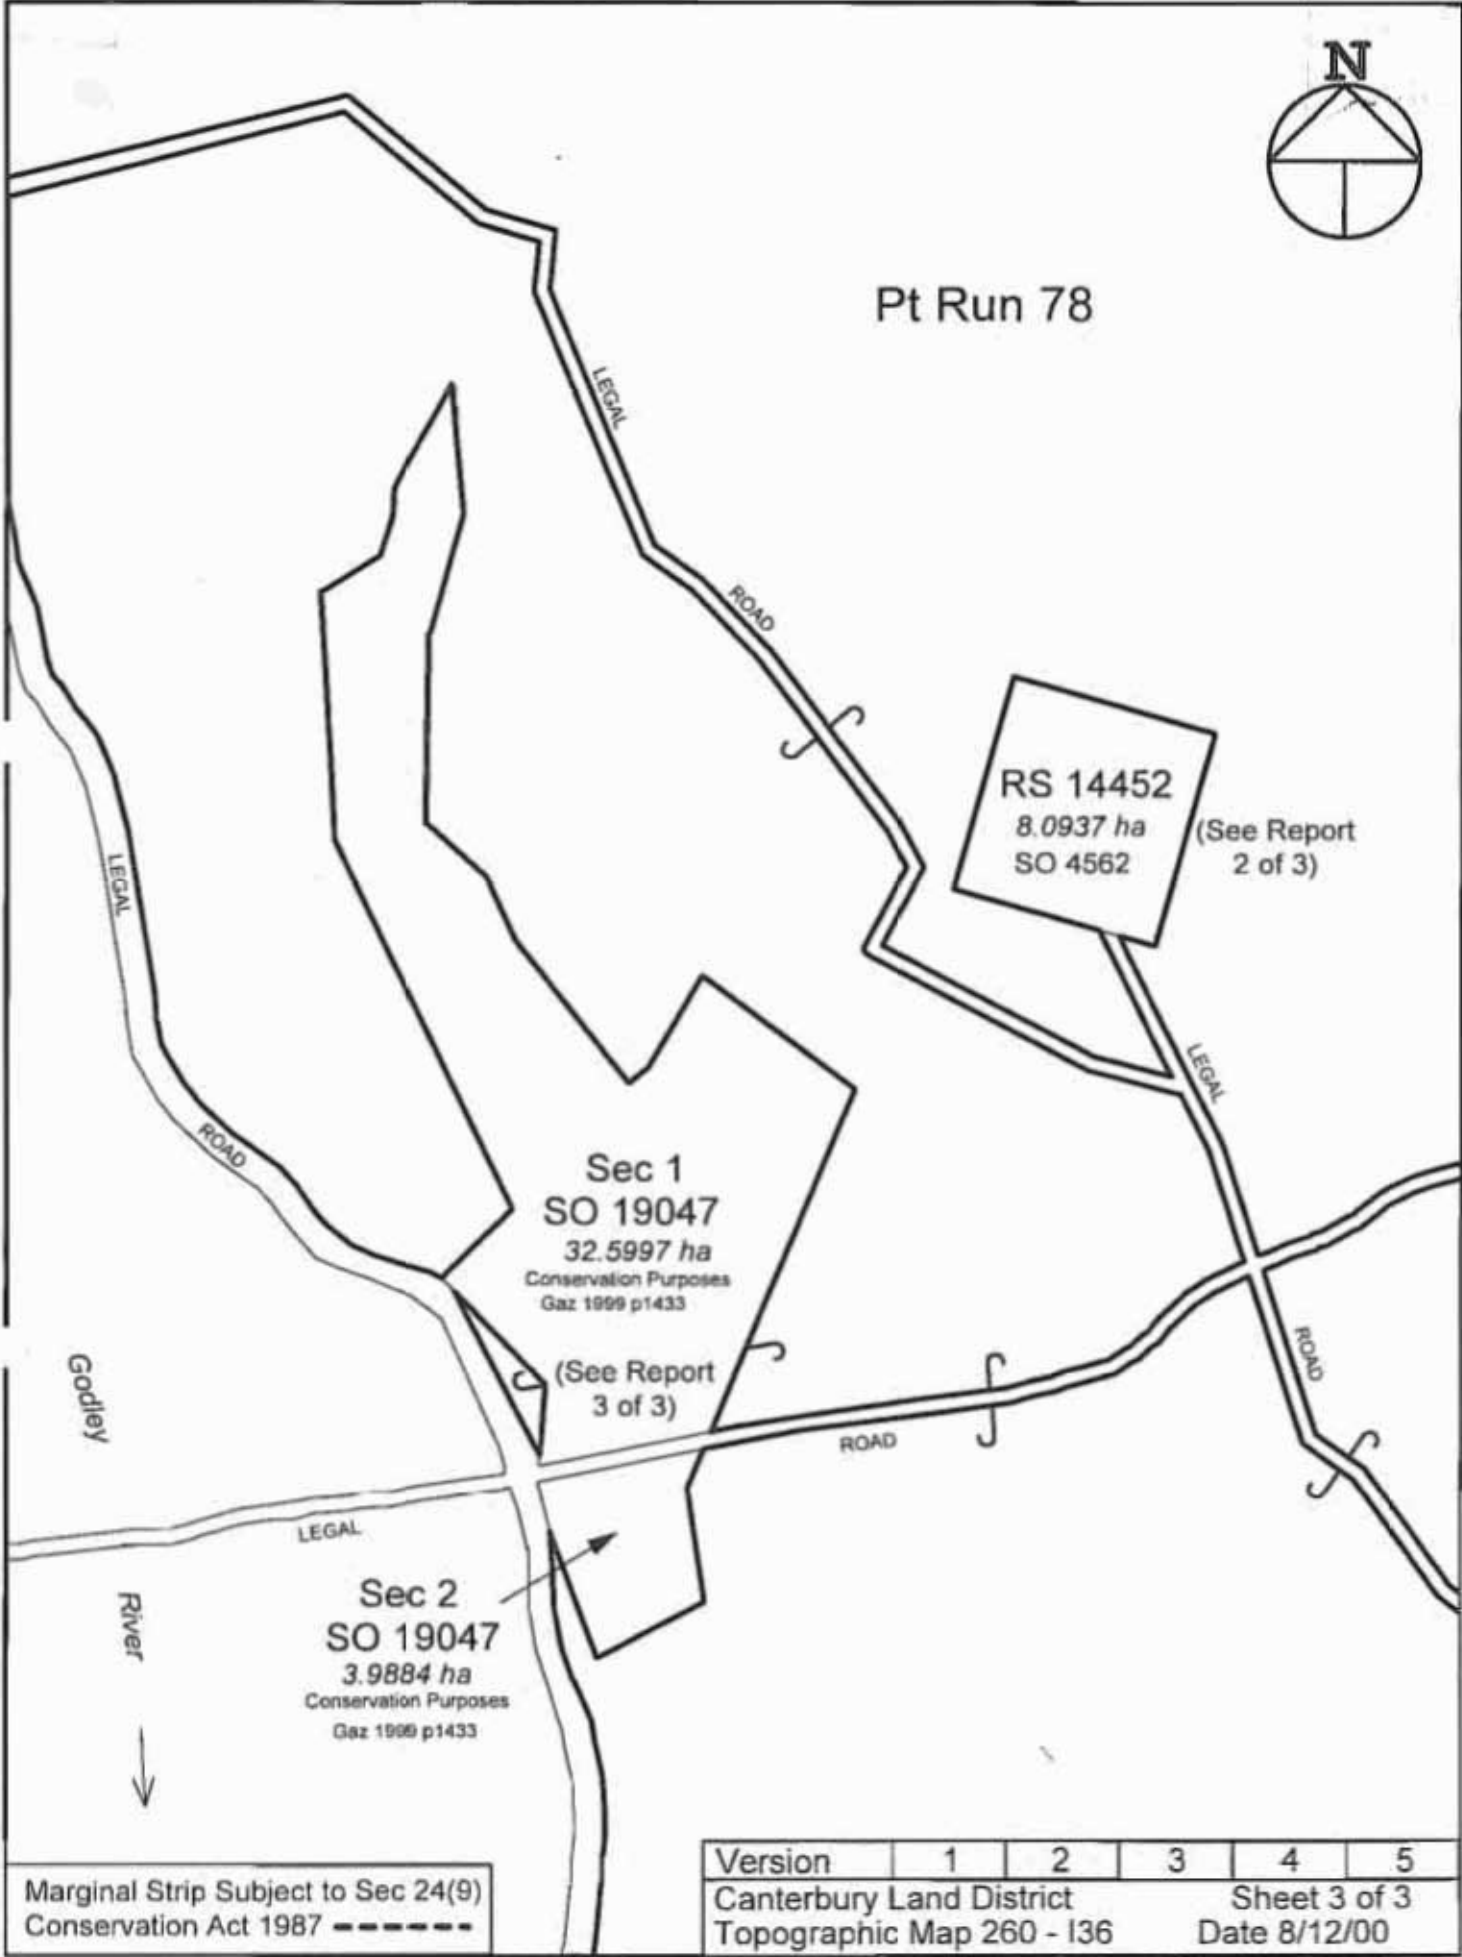 N
Pt Run 78
LEGAL
ROAD
RS 14452
8.0937 ha
SO 4562
(See Report
2 of 3)
LEGAL
ROAD
LEGAL
ROAD
Sec 1
SO 19047
32.5997 ha
Conservation Purposes
Gaz 1999 p1433
(See Report
3 of 3)
ROAD
LEGAL
Godley
River
Sec 2
SO 19047
3.9884 ha
Conservation Purposes
Gaz 1999 p1433
Marginal Strip Subject to Sec 24(9)
Conservation Act 1987
Version 1 2 3 4 5
Canterbury Land District Sheet 3 of 3
Topographic Map 260 - I36 Date 8/12/00